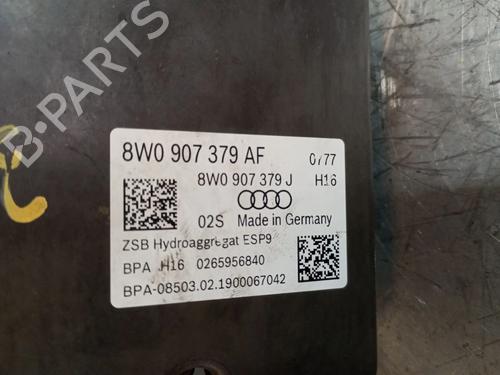 8W0 907 379 AF 0777
8W0 907 379 J H16
02S Made in Germany
ZSB Hydroaggregat ESP9
BPA H16 0265956840
BPA-08503.02.1900067042
B-PARTS